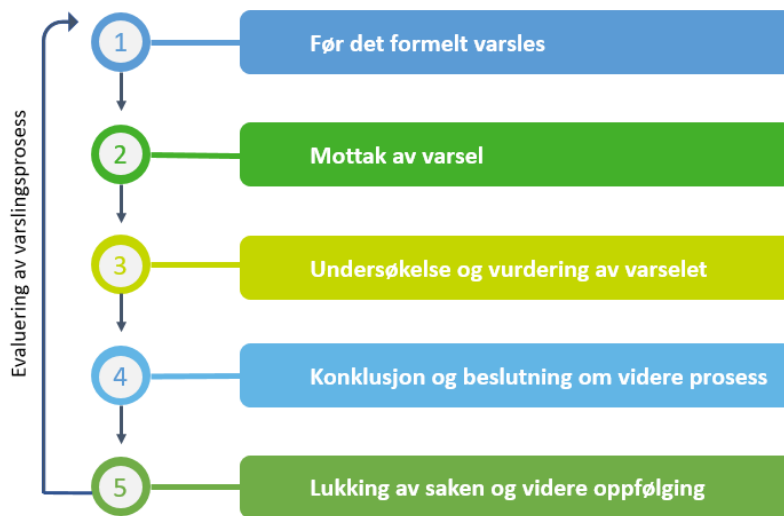 Evaluering av varslingsprosess
1
Før det formelt varsles
2
Mottak av varsel
3
Undersøkelse og vurdering av varselet
4
Konklusjon og beslutning om videre prosess
5
Lukking av saken og videre oppfølging